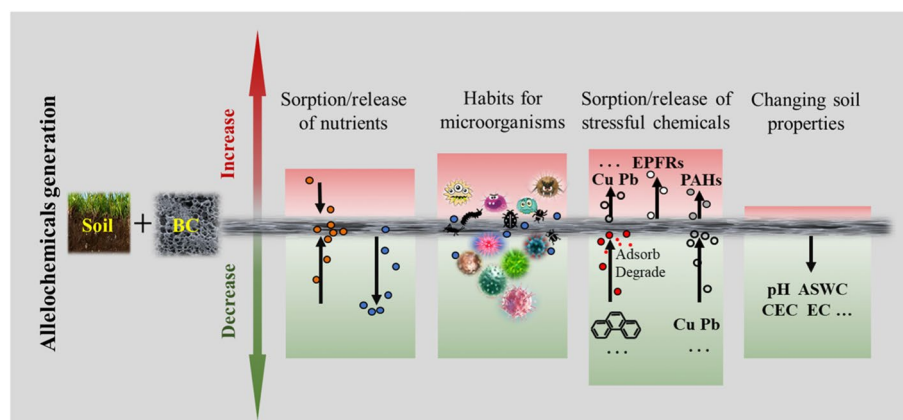 Allelochemicals generation
Increase
Decrease
Soil
+
BC
Sorption/release
of nutrients
Habits for
microorganisms
Sorption/release of
stressful chemicals
Changing soil
properties
... EPFRs
Cu Pb
PAHs
Adsorb
Degrade
Cu Pb
...
...
pH ASWC
CEC EC ...